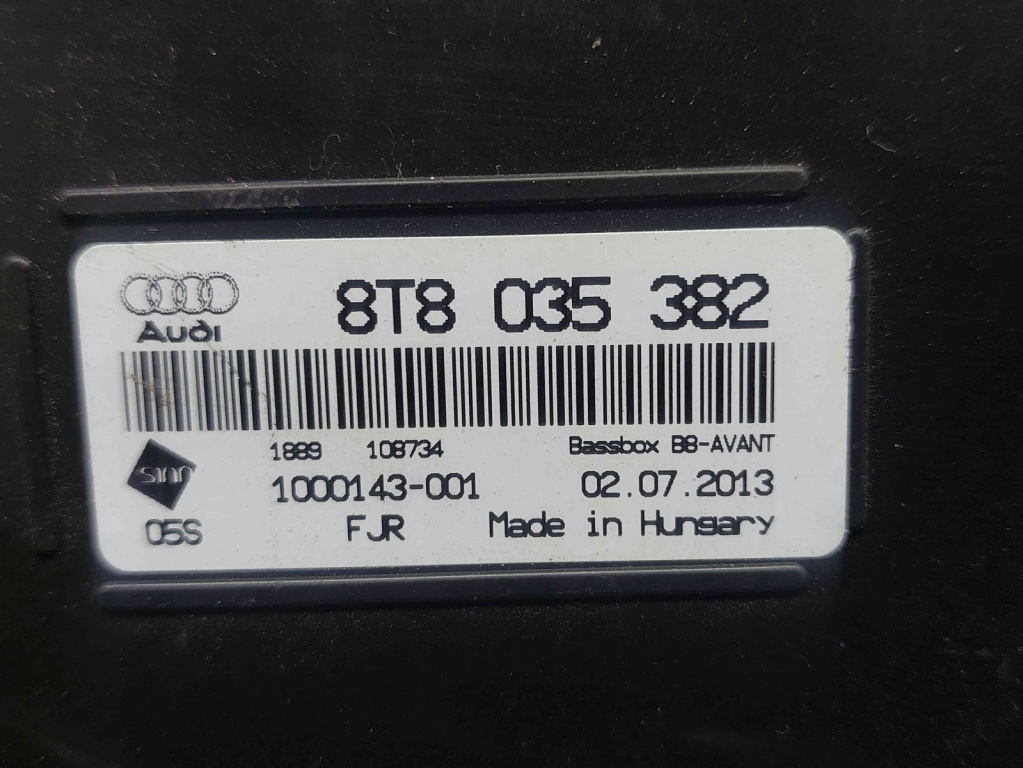 8T8 035 382
Audi
1889 108734 Bassbox B8-AVANT
sinn
1000143-001 02.07.2013
05S FJR Made in Hungary